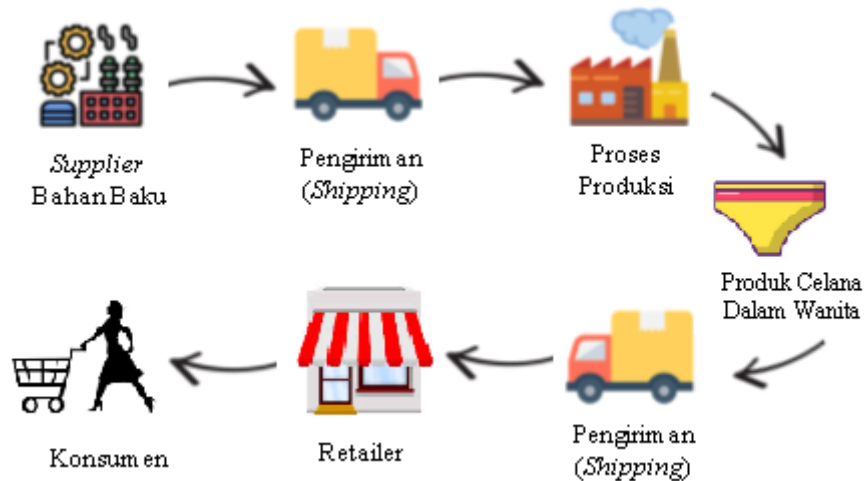 Supplier
Bahan Baku
Pengiriman
(Shipping)
Proses
Produksi
Produk Celana
Dalam Wanita
Pengiriman
(Shipping)
Retailer
Konsumen